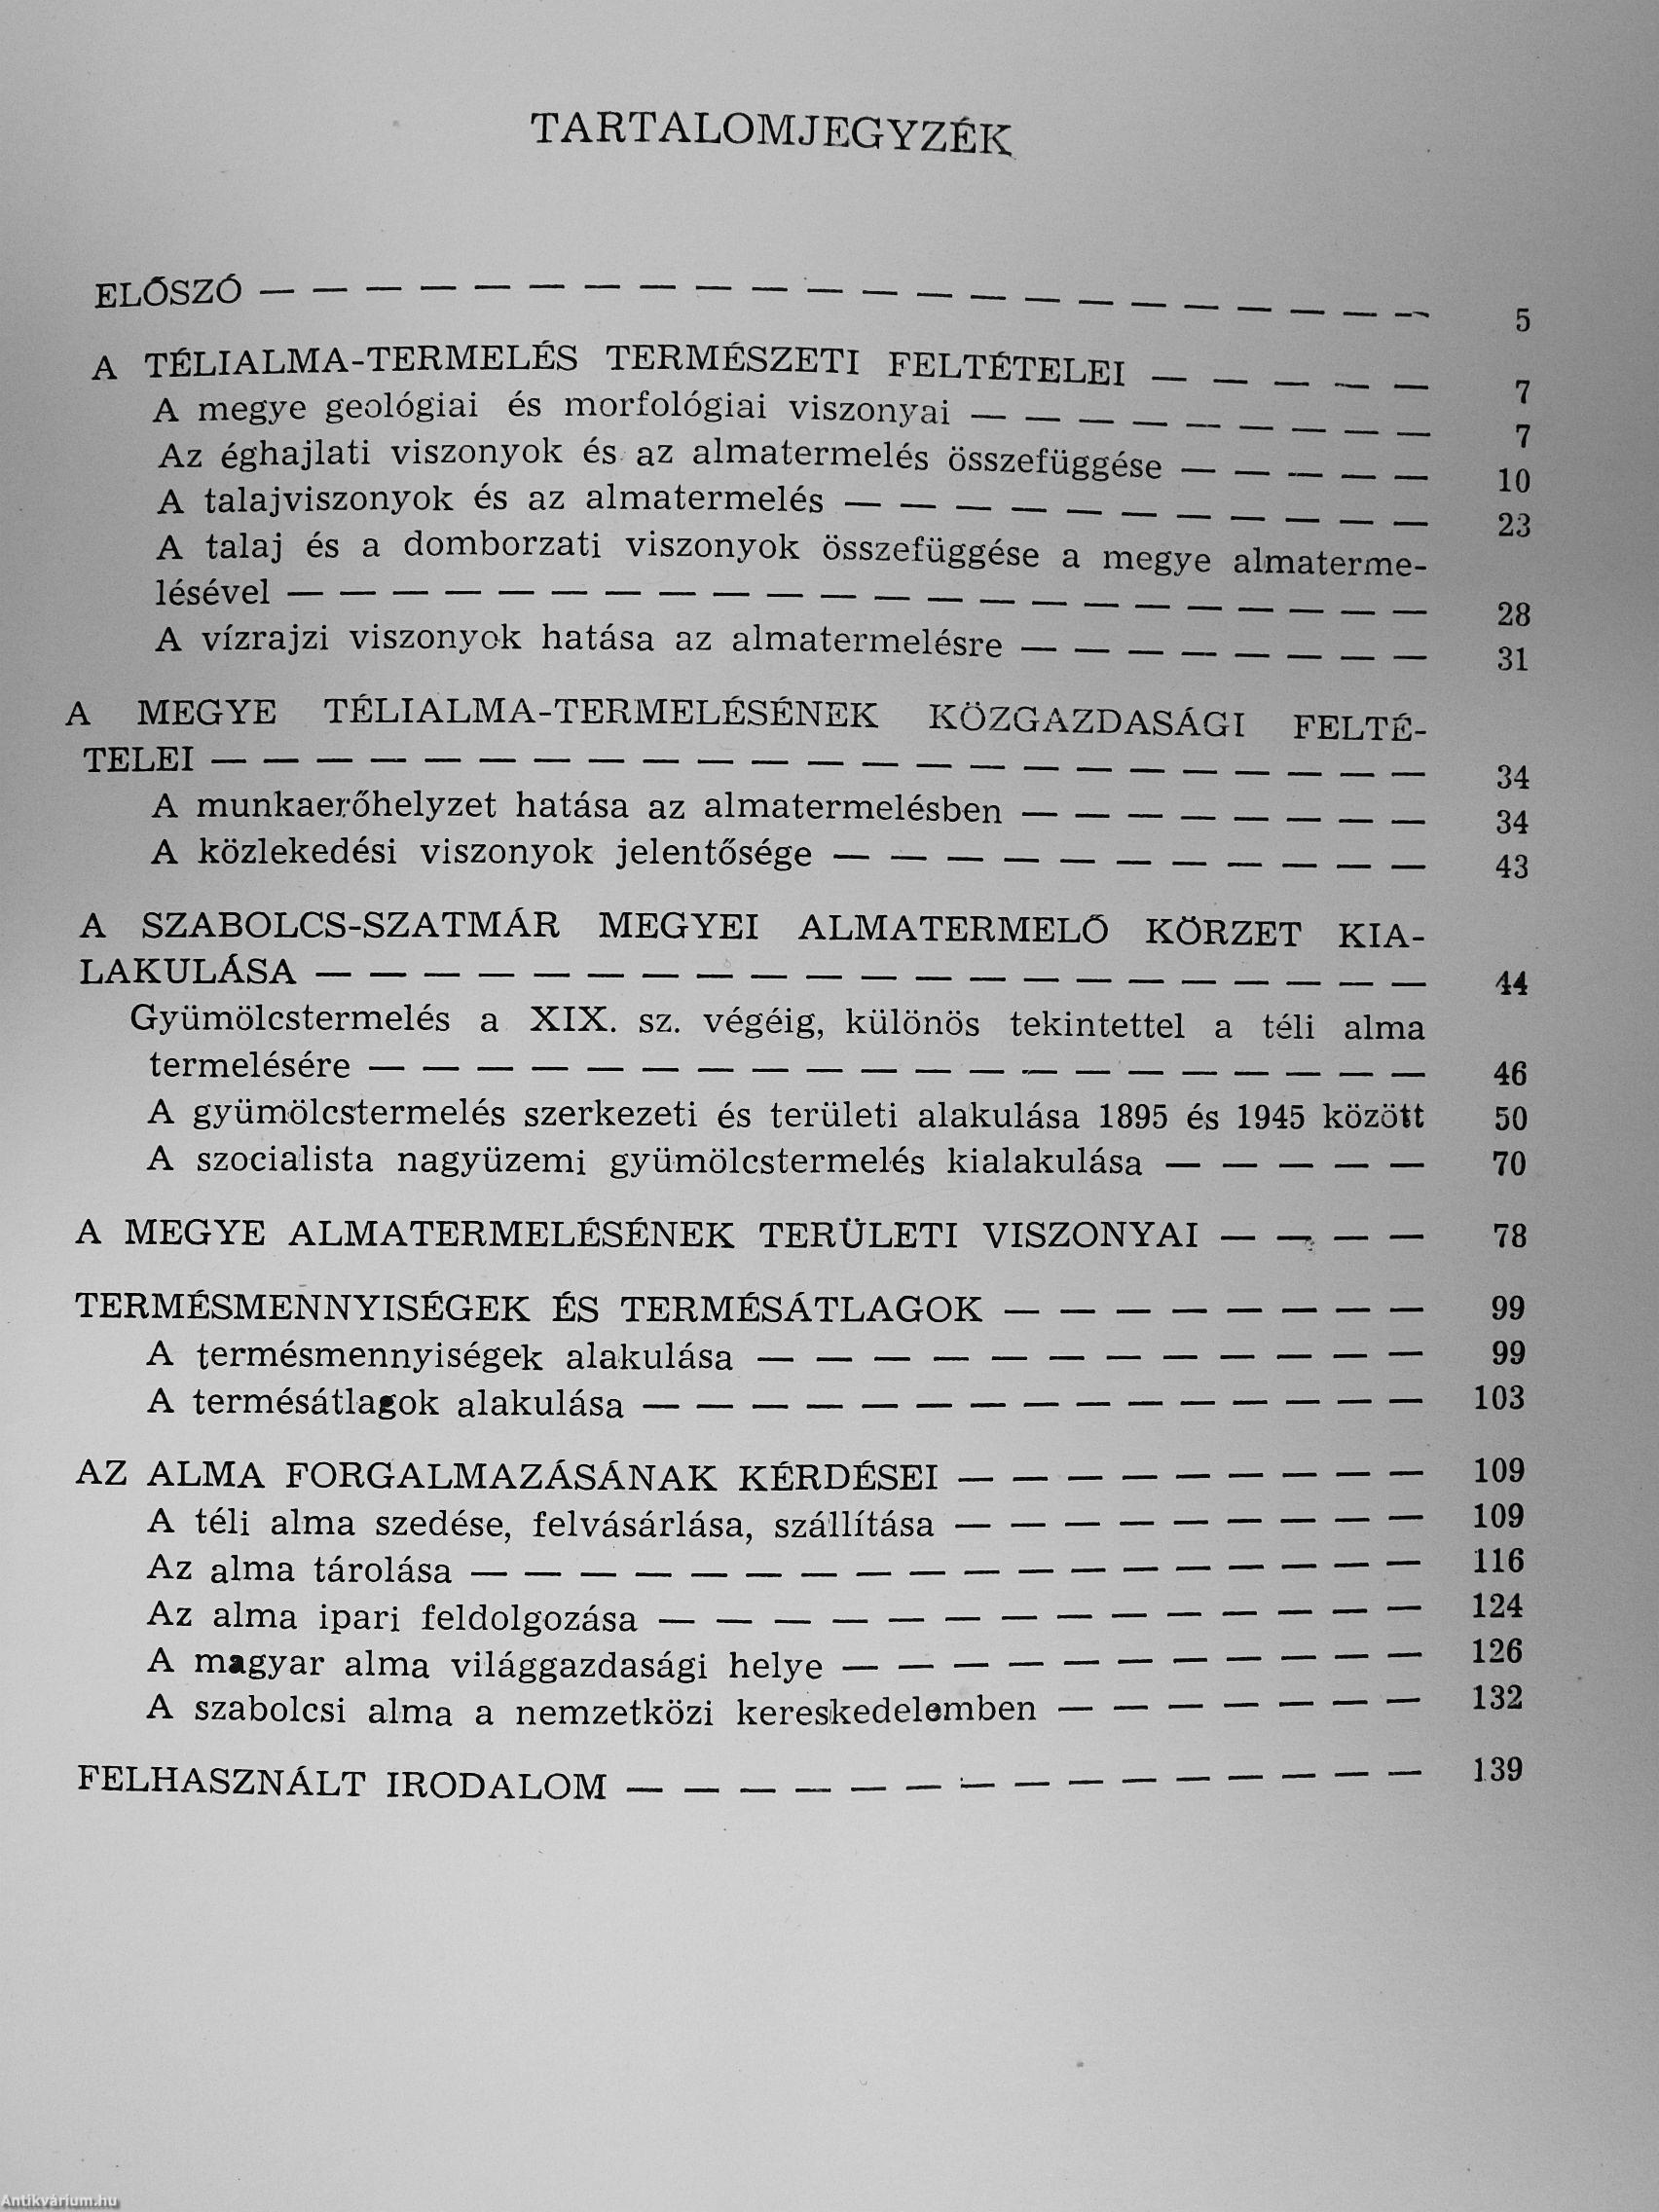 TARTALOMJEGYZÉK
ELŐSZÓ — — — — — — — — — — — — — — — — — — — — — — 5
A TÉLIALMA-TERMELÉS TERMÉSZETI FELTÉTELEI — — — — — — 7
A megye geológiai és morfológiai viszonyai — — — — — — — — — 7
Az éghajlati viszonyok és az almatermelés összefüggése — — — — — 10
A talajviszonyok és az almatermelés — — — — — — — — — — — 23
A talaj és a domborzati viszonyok összefüggése a megye almaterme-
lésével — — — — — — — — — — — — — — — — — — — — — 28
A vízrajzi viszonyok hatása az almatermelésre — — — — — — — — 31
A MEGYE TÉLIALMA-TERMELÉSÉNEK KÖZGAZDASÁGI FELTÉ-
TELEI — — — — — — — — — — — — — — — — — — — — — — — 34
A munkaerőhelyzet hatása az almatermelésben — — — — — — — — 34
A közlekedési viszonyok jelentősége — — — — — — — — — — — 43
A SZABOLCS-SZATMÁR MEGYEI ALMATERMELŐ KÖRZET KIA-
LAKULÁSA — — — — — — — — — — — — — — — — — — — — — 44
Gyümölcstermelés a XIX. sz. végéig, különös tekintettel a téli alma
termelésére — — — — — — — — — — — — — — — — — — — — 46
A gyümölcstermelés szerkezeti és területi alakulása 1895 és 1945 között 50
A szocialista nagyüzemi gyümölcstermelés kialakulása — — — — — 70
A MEGYE ALMATERMELÉSÉNEK TERÜLETI VISZONYAI — — — — 78
TERMÉSMENNYISÉGEK ÉS TERMÉSÁTLAGOK — — — — — — — — 99
A termésmennyiségek alakulása — — — — — — — — — — — — 99
A termésátlagok alakulása — — — — — — — — — — — — — — — 103
AZ ALMA FORGALMAZÁSÁNAK KÉRDÉSEI — — — — — — — — — 109
A téli alma szedése, felvásárlása, szállítása — — — — — — — — — 109
Az alma tárolása — — — — — — — — — — — — — — — — — — 116
Az alma ipari feldolgozása — — — — — — — — — — — — — — 124
A magyar alma világgazdasági helye — — — — — — — — — — — 126
A szabolcsi alma a nemzetközi kereskedelemben — — — — — — — 132
FELHASZNÁLT IRODALOM — — — — — — — — — — — — — — — 139
Antikvárium.hu